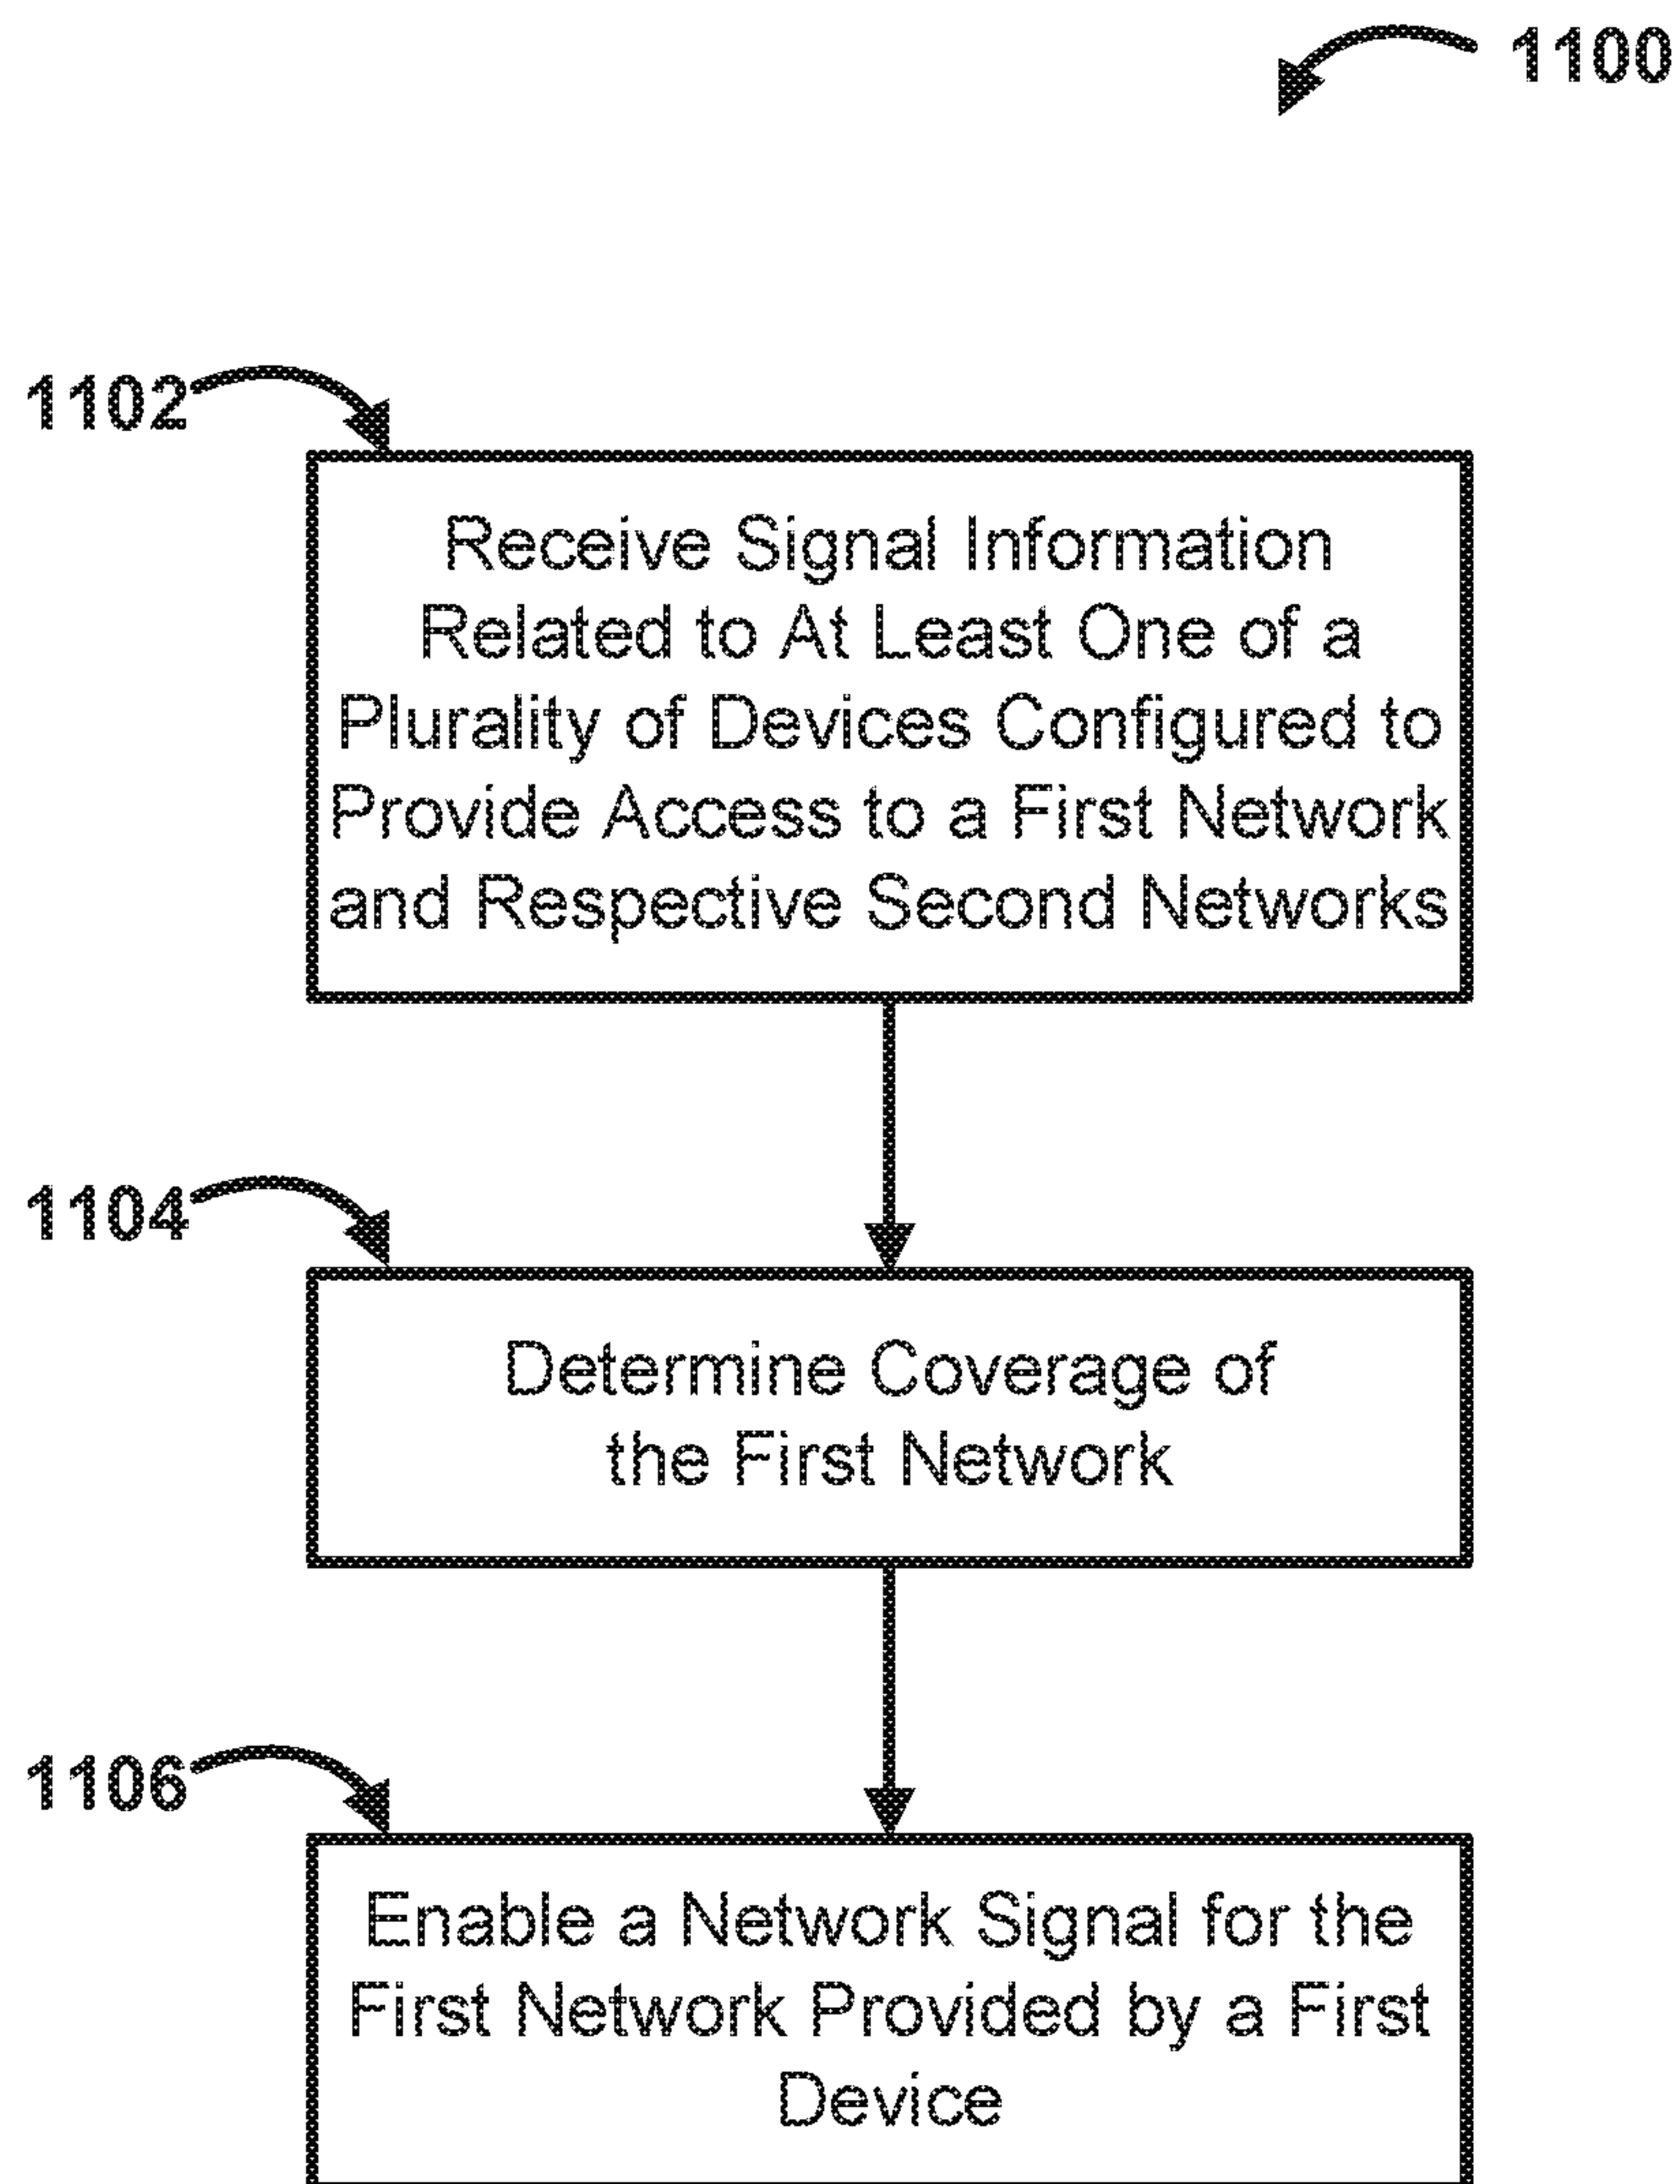 1100
1102
Receive Signal Information
Related to At Least One of a
Plurality of Devices Configured to
Provide Access to a First Network
and Respective Second Networks
1104
Determine Coverage of
the First Network
1106
Enable a Network Signal for the
First Network Provided by a First
Device